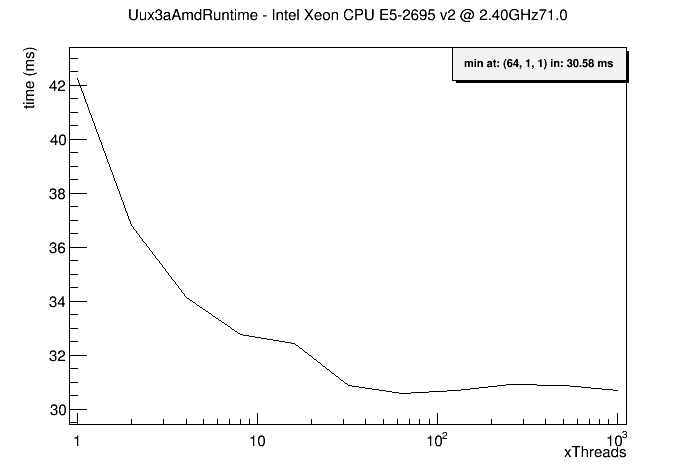 Uux3aAmdRuntime - Intel Xeon CPU E5-2695 v2 @ 2.40GHz71.0
time (ms)
min at: (64, 1, 1) in: 30.58 ms
42
40
38
36
34
32
30
1 10 10² 10³
xThreads